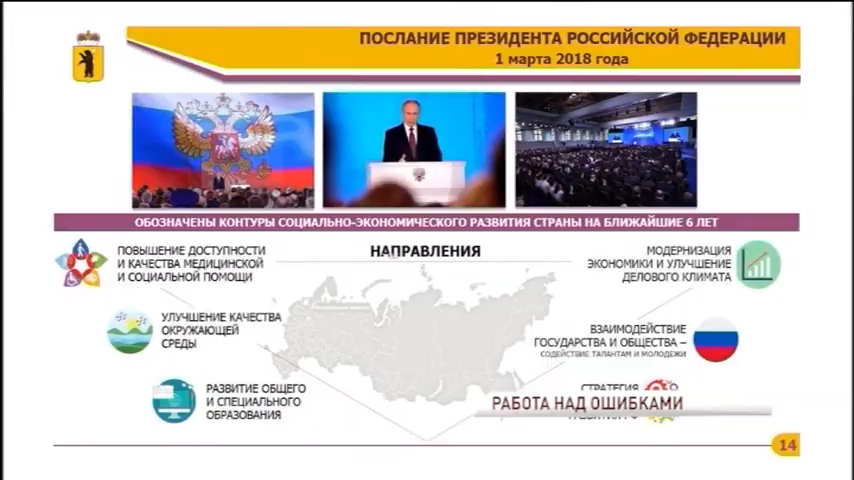 ПОСЛАНИЕ ПРЕЗИДЕНТА РОССИЙСКОЙ ФЕДЕРАЦИИ
1 марта 2018 года
ОБОЗНАЧЕНЫ КОНТУРЫ СОЦИАЛЬНО-ЭКОНОМИЧЕСКОГО РАЗВИТИЯ СТРАНЫ НА БЛИЖАЙШИЕ 6 ЛЕТ
НАПРАВЛЕНИЯ
ПОВЫШЕНИЕ ДОСТУПНОСТИ
И КАЧЕСТВА МЕДИЦИНСКОЙ
И СОЦИАЛЬНОЙ ПОМОЩИ
УЛУЧШЕНИЕ КАЧЕСТВА
ОКРУЖАЮЩЕЙ
СРЕДЫ
РАЗВИТИЕ ОБЩЕГО
И СПЕЦИАЛЬНОГО
ОБРАЗОВАНИЯ
МОДЕРНИЗАЦИЯ
ЭКОНОМИКИ И УЛУЧШЕНИЕ
ДЕЛОВОГО КЛИМАТА
ВЗАИМОДЕЙСТВИЕ
ГОСУДАРСТВА И ОБЩЕСТВА –
СОДЕЙСТВИЕ ТАЛАНТАМ И МОЛОДЕЖИ
СТРАТЕГИЯ
РАБОТА НАД ОШИБКАМИ
14